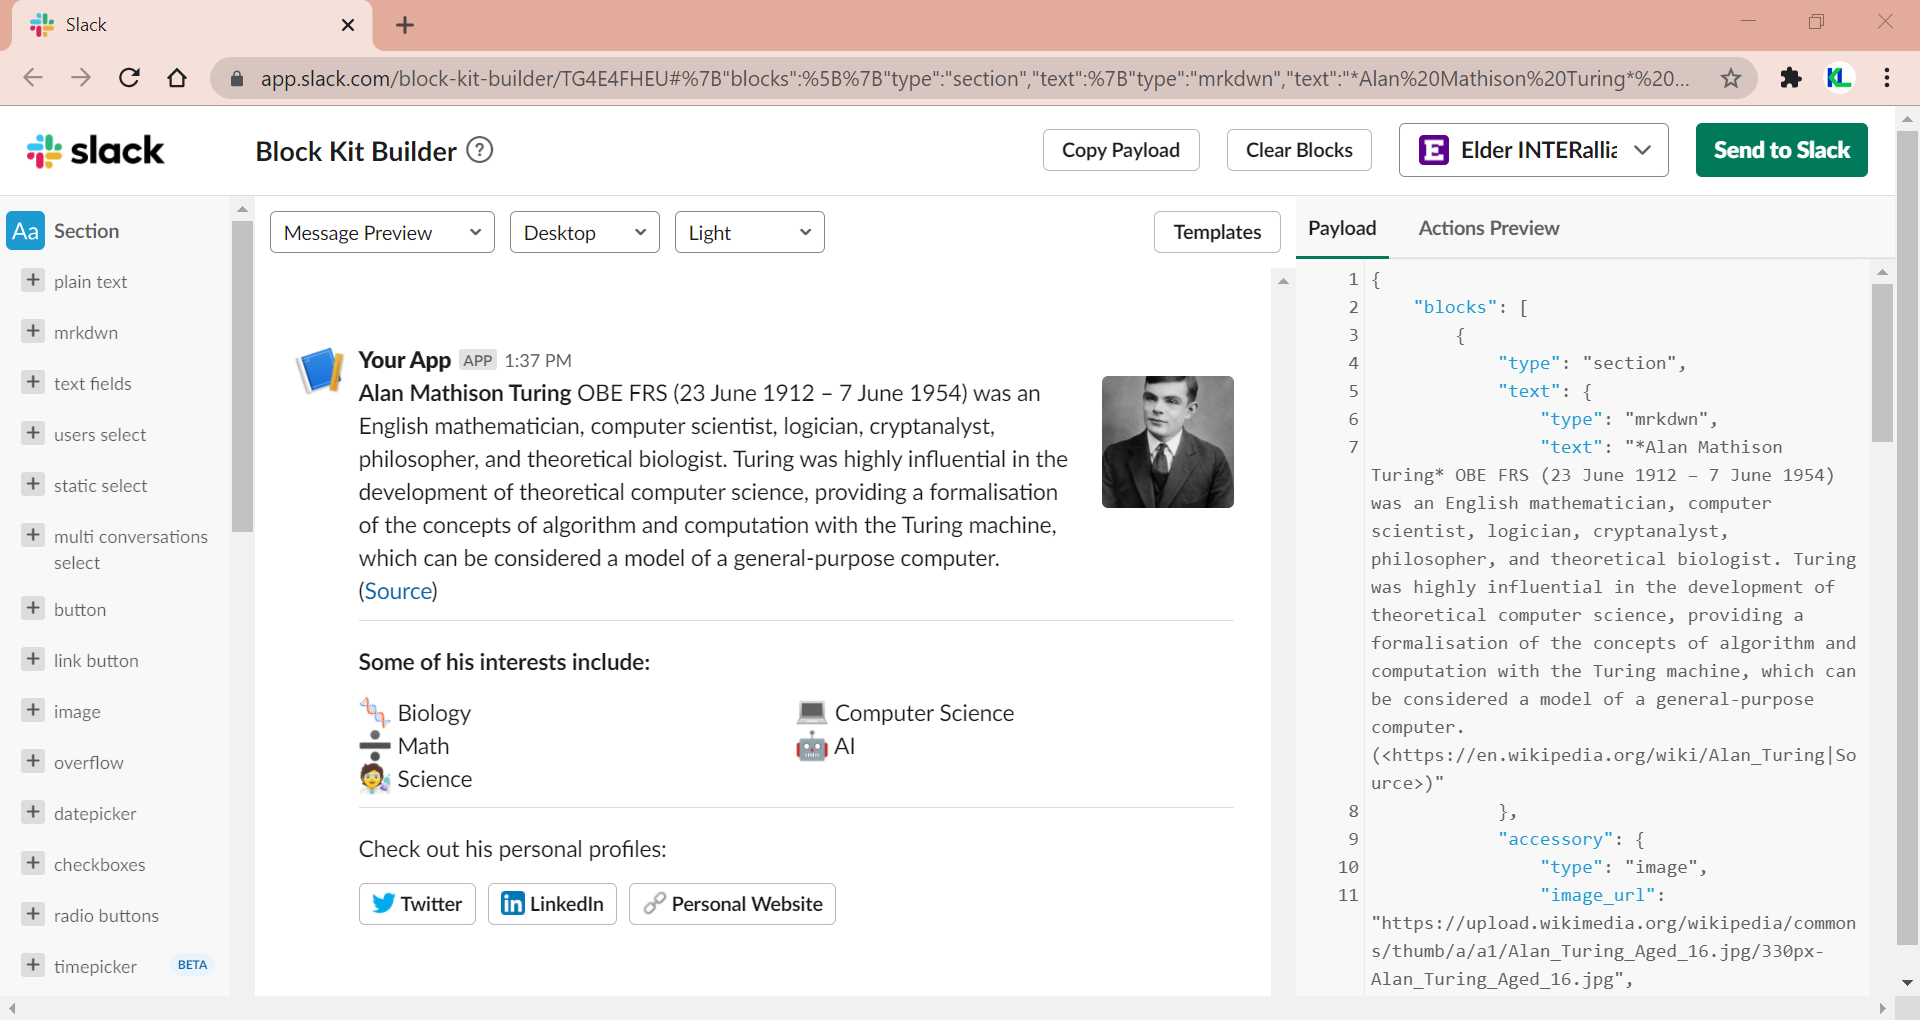 Slack
app.slack.com/block-kit-builder/TG4E4FHEU#%7B"blocks":%5B%7B"type":"section","text":%7B"type":"mrkdwn","text":"*Alan%20Mathison%20Turing*%20...
KL
slack
Block Kit Builder ?
Copy Payload
Clear Blocks
E Elder INTERallia
Send to Slack
Aa Section
+ plain text
+ mrkdwn
+ text fields
+ users select
+ static select
+ multi conversations
select
+ button
+ link button
+ image
+ overflow
+ datepicker
+ checkboxes
+ radio buttons
+ timepicker BETA
Message Preview
Desktop
Light
Templates
Your App APP 1:37 PM
Alan Mathison Turing OBE FRS (23 June 1912 – 7 June 1954) was an
English mathematician, computer scientist, logician, cryptanalyst,
philosopher, and theoretical biologist. Turing was highly influential in the
development of theoretical computer science, providing a formalisation
of the concepts of algorithm and computation with the Turing machine,
which can be considered a model of a general-purpose computer.
(Source)
Some of his interests include:
Biology
Computer Science
Math
AI
Science
Check out his personal profiles:
Twitter
in LinkedIn
Personal Website
Payload
Actions Preview
1 {
2 "blocks": [
3 {
4 "type": "section",
5 "text": {
6 "type": "mrkdwn",
7 "text": "*Alan Mathison
Turing* OBE FRS (23 June 1912 – 7 June 1954)
was an English mathematician, computer
scientist, logician, cryptanalyst,
philosopher, and theoretical biologist. Turing
was highly influential in the development of
theoretical computer science, providing a
formalisation of the concepts of algorithm and
computation with the Turing machine, which can
be considered a model of a general-purpose
computer.
(<https://en.wikipedia.org/wiki/Alan_Turing|So
urce>)"
8 },
9 "accessory": {
10 "type": "image",
11 "image_url":
"https://upload.wikimedia.org/wikipedia/common
s/thumb/a/a1/Alan_Turing_Aged_16.jpg/330px-
Alan_Turing_Aged_16.jpg",